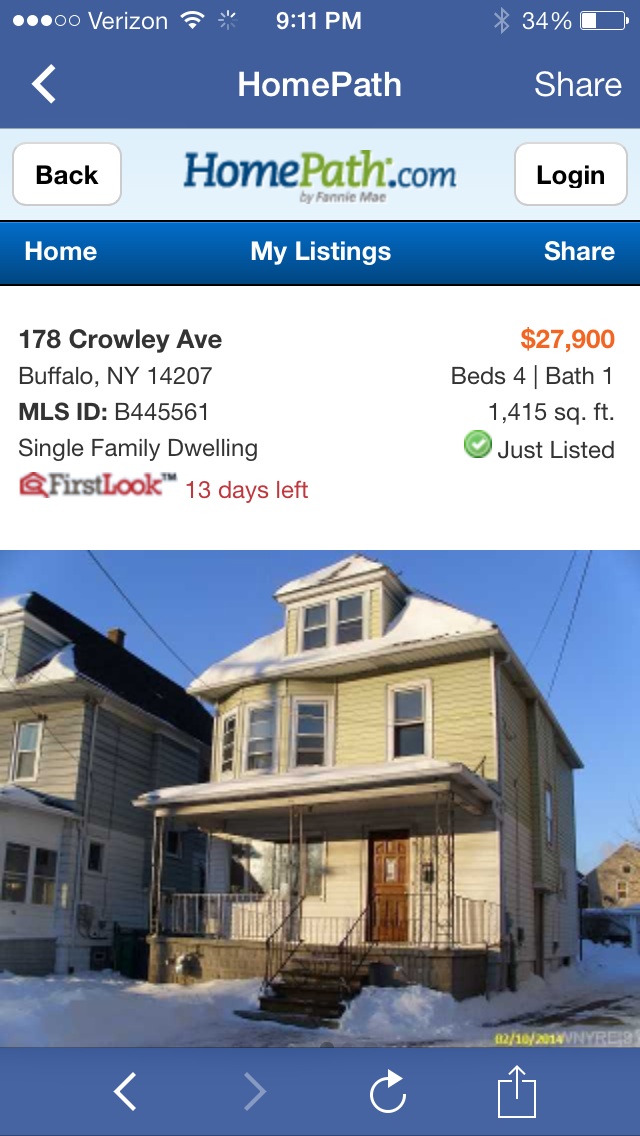 Verizon 9:11 PM 34%
HomePath Share
Back HomePath.com Login
by Fannie Mae
Home My Listings Share
178 Crowley Ave $27,900
Buffalo, NY 14207 Beds 4 | Bath 1
MLS ID: B445561 1,415 sq. ft.
Single Family Dwelling Just Listed
FirstLook™ 13 days left
02/10/2014